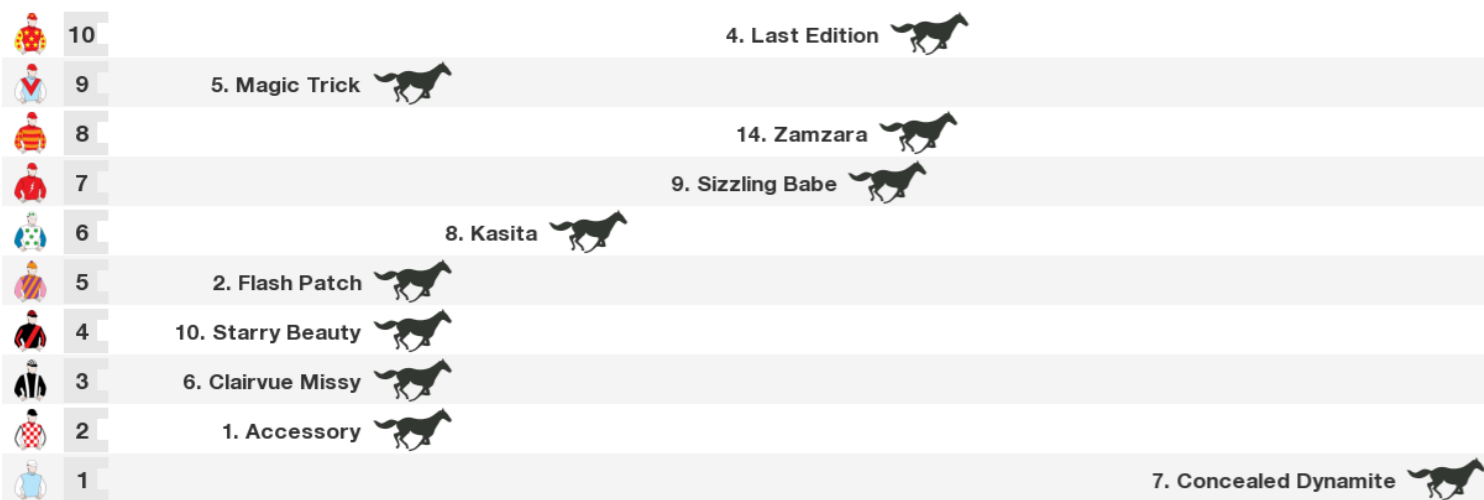 10 4. Last Edition
9 5. Magic Trick
8 14. Zamzara
7 9. Sizzling Babe
6 8. Kasita
5 2. Flash Patch
4 10. Starry Beauty
3 6. Clairvue Missy
2 1. Accessory
1 7. Concealed Dynamite